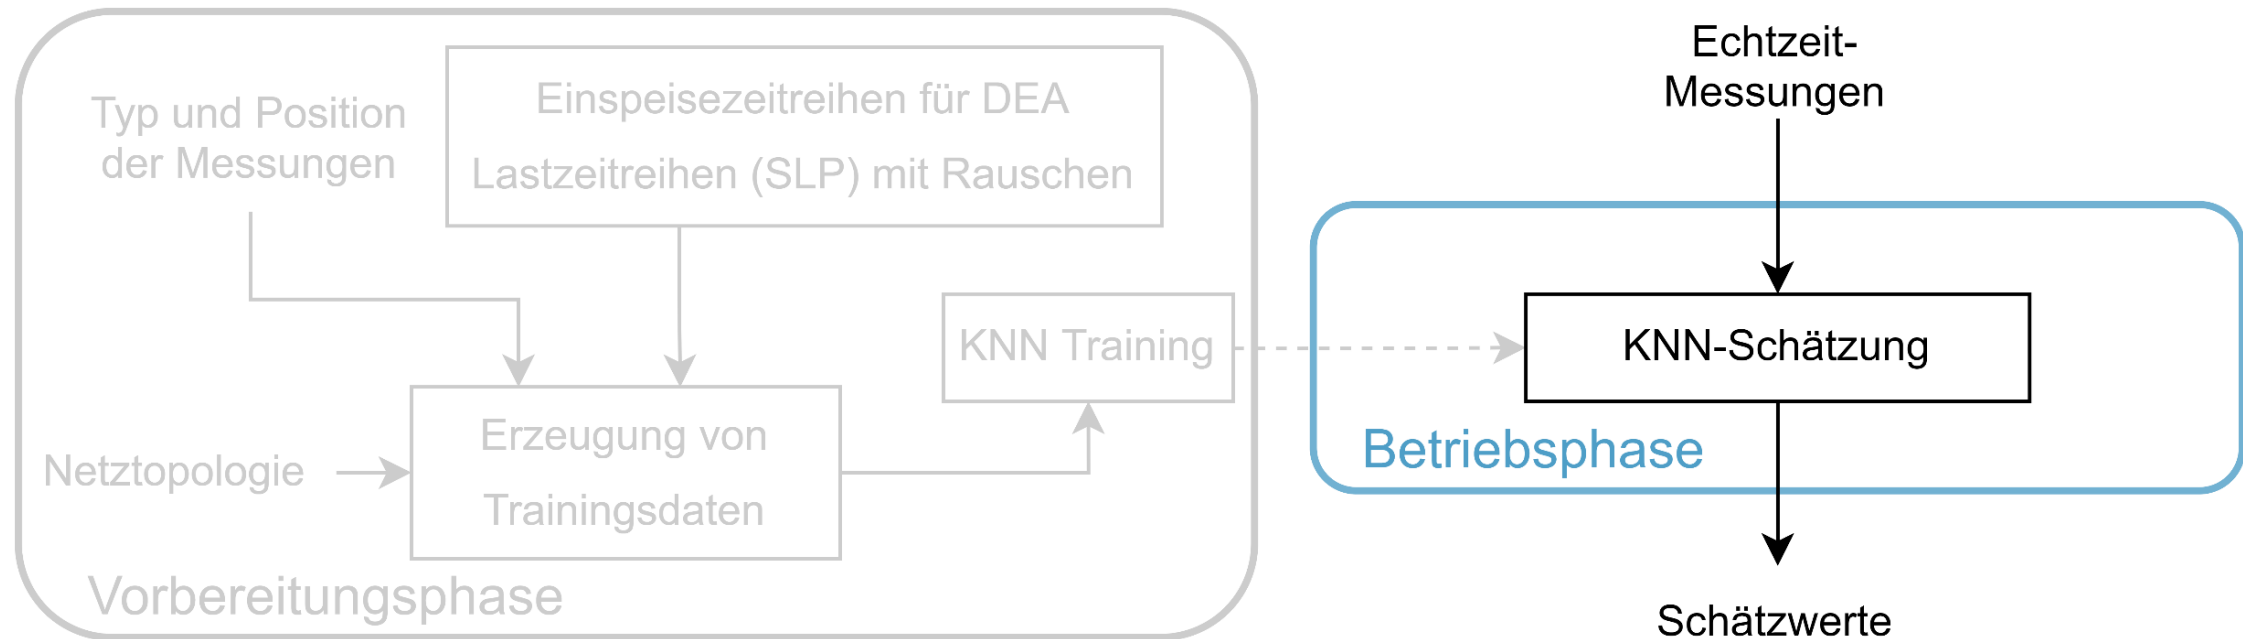 Typ und Position
der Messungen
Einspeisezeitreihen für DEA
Lastzeitreihen (SLP) mit Rauschen
Netztopologie
Erzeugung von
Trainingsdaten
KNN Training
Vorbereitungsphase
Echtzeit-
Messungen
KNN-Schätzung
Betriebsphase
Schätzwerte